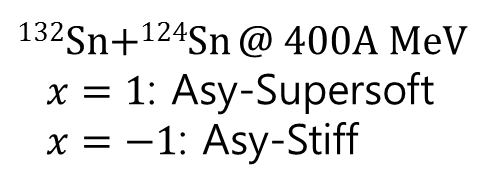 ¹³²Sn+¹²⁴Sn @ 400A MeV
x = 1: Asy-Supersoft
x = −1: Asy-Stiff